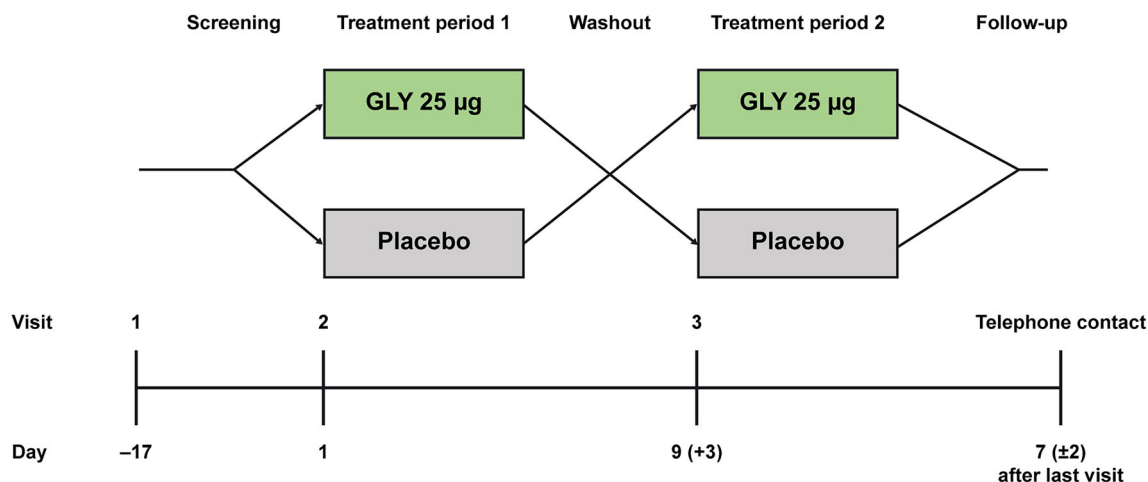 Screening Treatment period 1 Washout Treatment period 2 Follow-up
GLY 25 µg GLY 25 µg
Placebo Placebo
Visit 1 2 3 Telephone contact
Day –17 1 9 (+3) 7 (±2)
after last visit